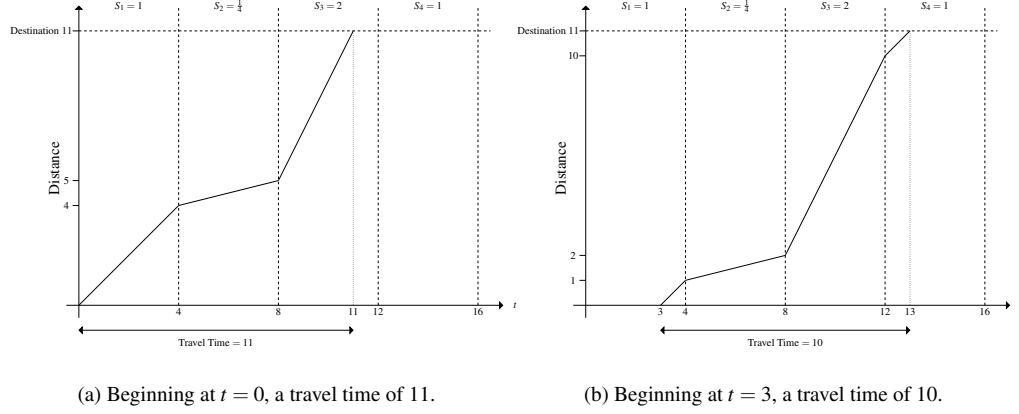 S₁ = 1 S₂ = 1/4 S₃ = 2 S₄ = 1
Destination 11
Distance
5
4
4 8 11 12 16 t
Travel Time = 11
(a) Beginning at t = 0, a travel time of 11.
S₁ = 1 S₂ = 1/4 S₃ = 2 S₄ = 1
Destination 11
10
Distance
2
1
3 4 8 12 13 16
Travel Time = 10
(b) Beginning at t = 3, a travel time of 10.